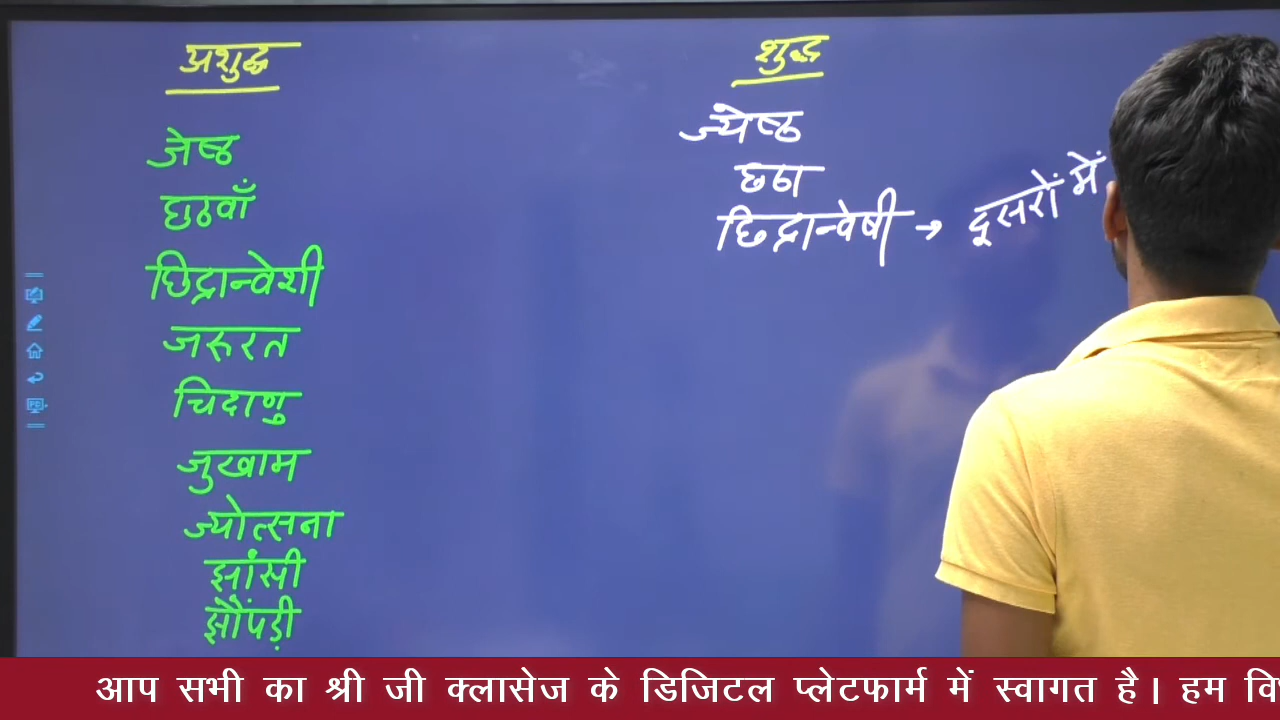 अशुद्ध
शुद्ध
जेष्ठ
ज्येष्ठ
छठवाँ
छठा
छिद्रान्वेशी
छिद्रान्वेषी → दूसरों में
जरुरत
चिदाणु
जुखाम
ज्योत्सना
झांसी
झौंपड़ी
आप सभी का श्री जी क्लासेज के डिजिटल प्लेटफार्म में स्वागत है। हम